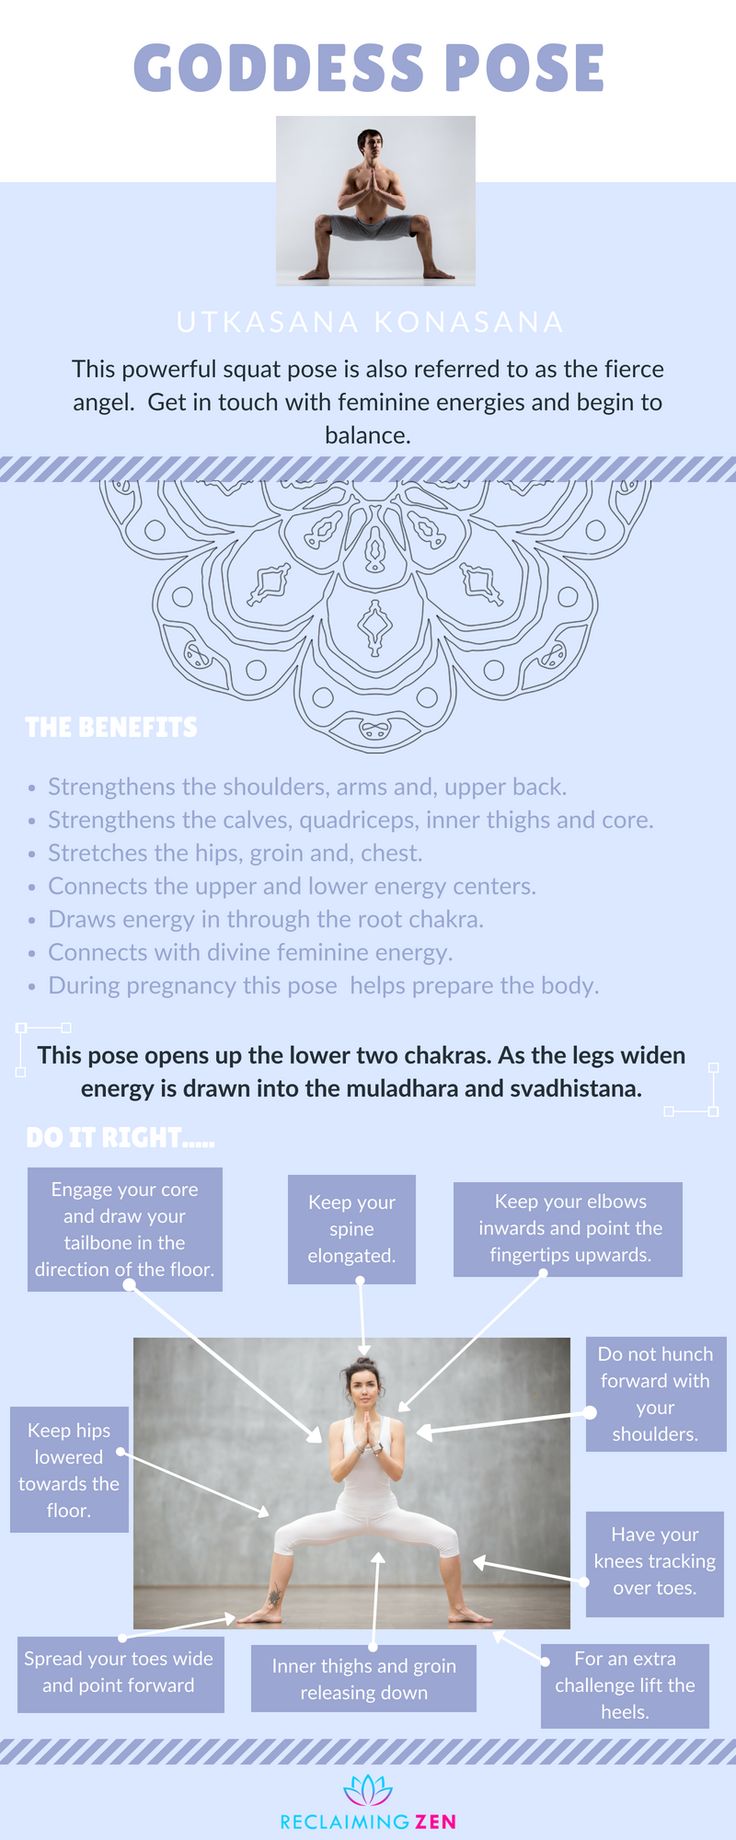 GODDESS POSE
UTKASANA KONASANA
This powerful squat pose is also referred to as the fierce
angel. Get in touch with feminine energies and begin to
balance.
THE BENEFITS
• Strengthens the shoulders, arms and, upper back.
• Strengthens the calves, quadriceps, inner thighs and core.
• Stretches the hips, groin and, chest.
• Connects the upper and lower energy centers.
• Draws energy in through the root chakra.
• Connects with divine feminine energy.
• During pregnancy this pose helps prepare the body.
This pose opens up the lower two chakras. As the legs widen
energy is drawn into the muladhara and svadhistana.
DO IT RIGHT.....
Engage your core
and draw your
tailbone in the
direction of the floor.
Keep your
spine
elongated.
Keep your elbows
inwards and point the
fingertips upwards.
Do not hunch
forward with
your
shoulders.
Keep hips
lowered
towards the
floor.
Have your
knees tracking
over toes.
Spread your toes wide
and point forward
Inner thighs and groin
releasing down
For an extra
challenge lift the
heels.
RECLAIMING ZEN